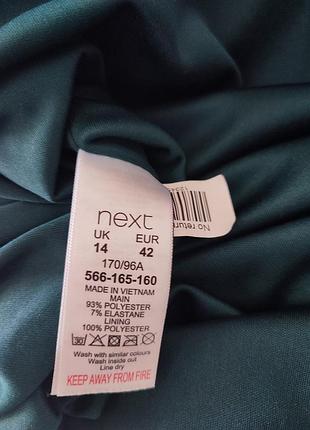 next
UK EUR
14 42
170/96A
566-165-160
MADE IN VIETNAM
MAIN
93% POLYESTER
7% ELASTANE
LINING
100% POLYESTER
30
Wash with similar colours
Wash inside out
Line dry
KEEP AWAY FROM FIRE
No return